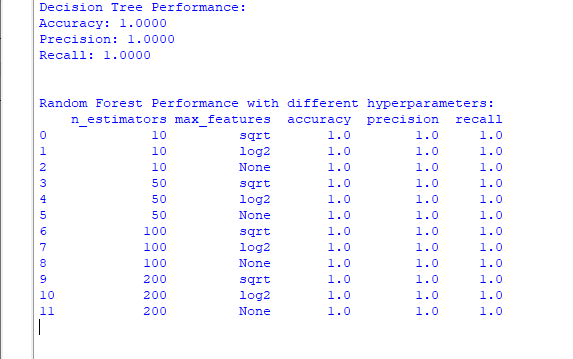 Decision Tree Performance:
Accuracy: 1.0000
Precision: 1.0000
Recall: 1.0000
Random Forest Performance with different hyperparameters:
n_estimators max_features accuracy precision recall
0 10 sqrt 1.0 1.0 1.0
1 10 log2 1.0 1.0 1.0
2 10 None 1.0 1.0 1.0
3 50 sqrt 1.0 1.0 1.0
4 50 log2 1.0 1.0 1.0
5 50 None 1.0 1.0 1.0
6 100 sqrt 1.0 1.0 1.0
7 100 log2 1.0 1.0 1.0
8 100 None 1.0 1.0 1.0
9 200 sqrt 1.0 1.0 1.0
10 200 log2 1.0 1.0 1.0
11 200 None 1.0 1.0 1.0